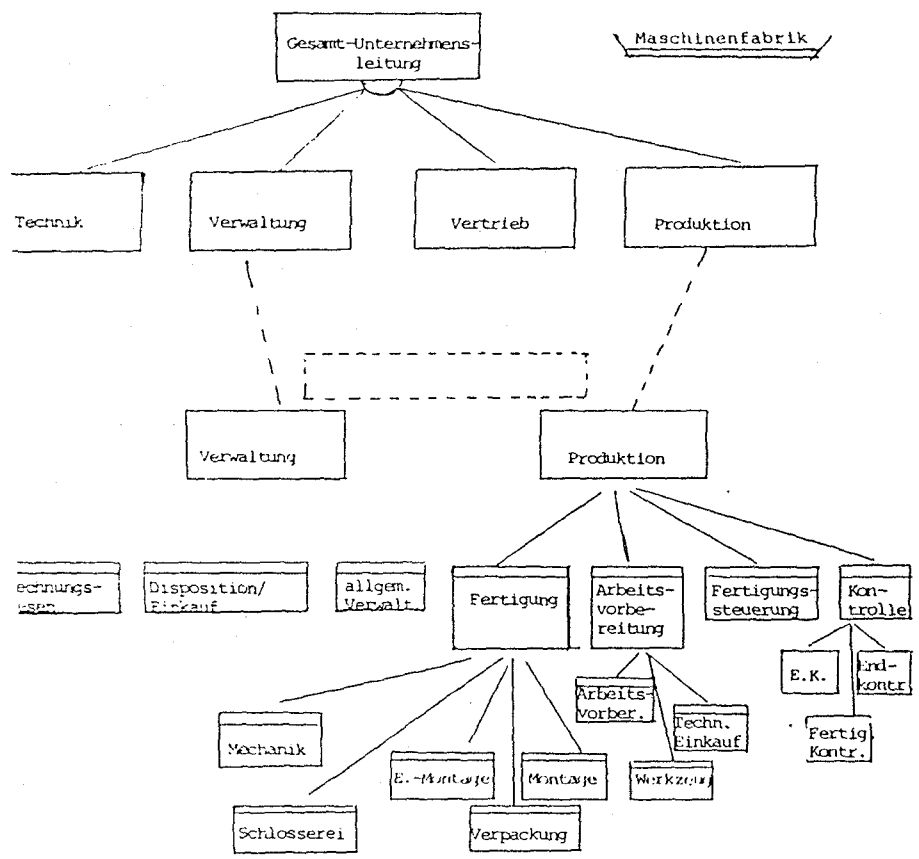 Gesamt-Unternehmens-
leitung
Maschinenfabrik
Technik
Verwaltung
Vertrieb
Produktion
Verwaltung
Produktion
echnungs-
Disposition/
Einkauf
allgem.
Verwalt.
Fertigung
Arbeits-
vorbe-
reitung
Fertigungs-
steuerung
Kon-
trolle
E.K.
End-
kontr.
Fertig.
Kontr.
Arbeits-
vorber.
Techn.
Einkauf
Werkzeug
Mechanik
E.-Montage
Montage
Schlosserei
Verpackung